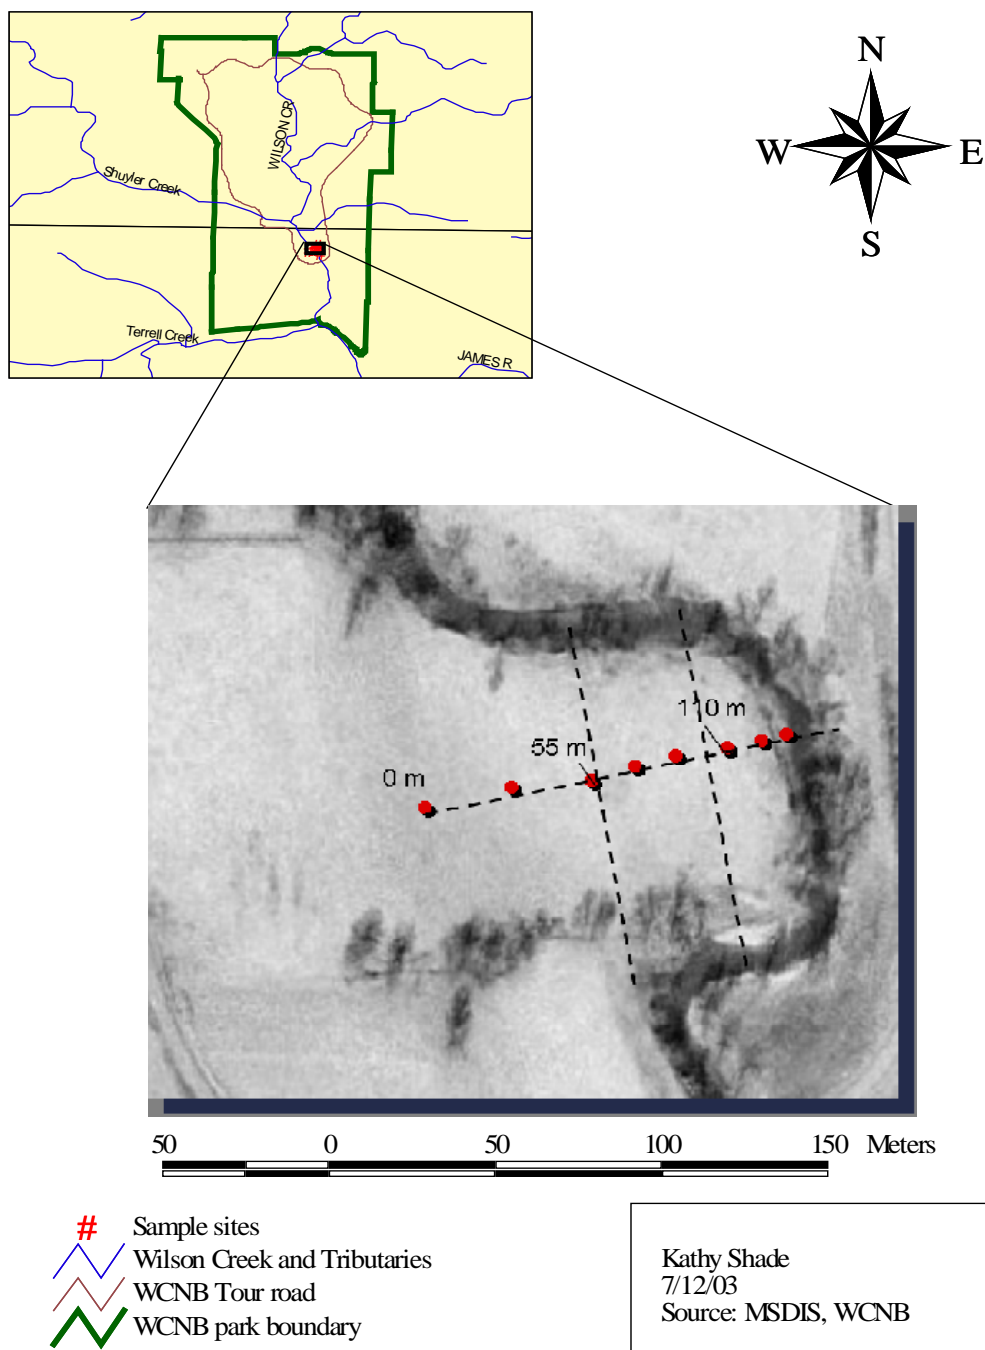 N
W E
S
WILSON CR
Shuyler Creek
Terrell Creek
JAMES R
110 m
55 m
0 m
50 0 50 100 150 Meters
# Sample sites
Wilson Creek and Tributaries
WCNB Tour road
WCNB park boundary
Kathy Shade
7/12/03
Source: MSDIS, WCNB